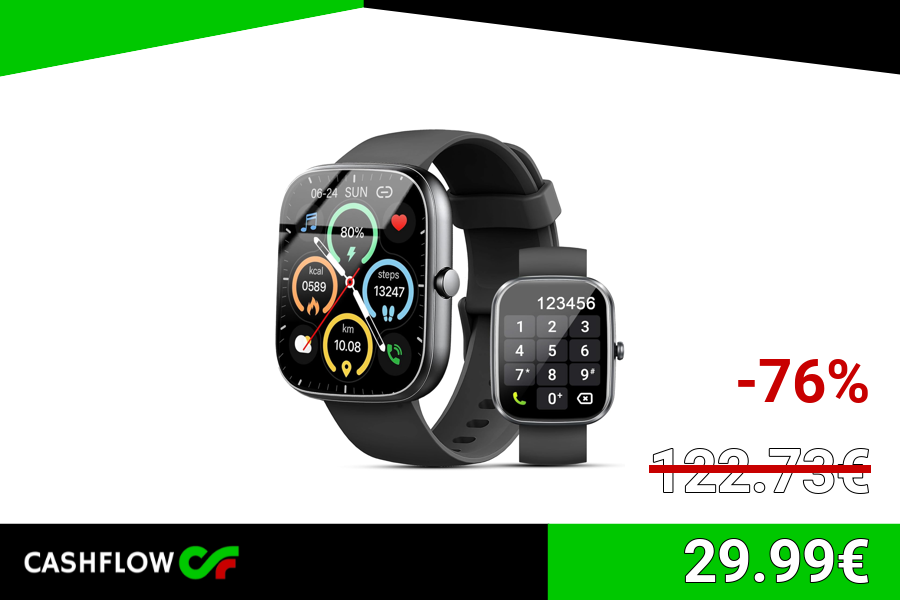 06-24 SUN
80%
kcal
0589
steps
13247
km
10.08
123456
1 2 3
4 5 6
7* 8 9#
0+
-76%
122.73€
CASHFLOW
29.99€